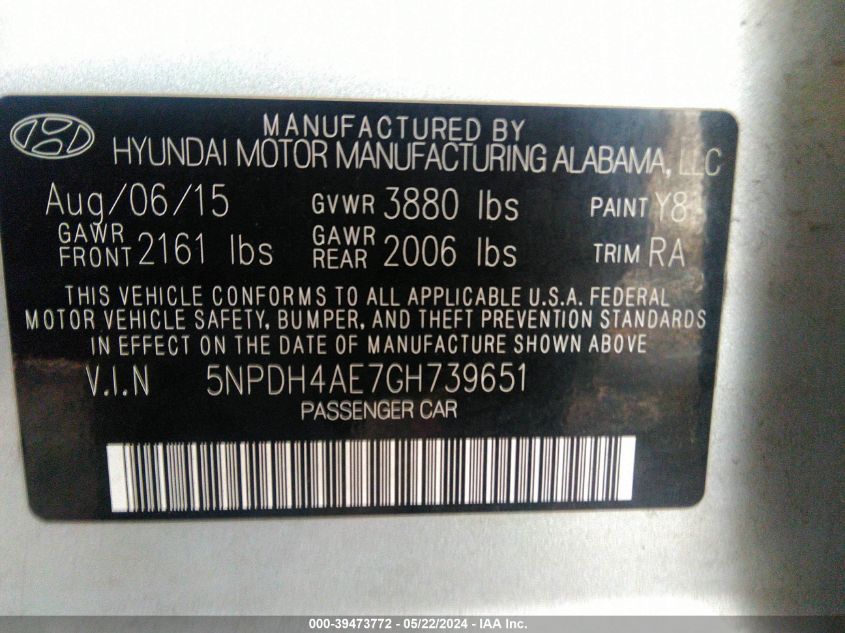 MANUFACTURED BY
HYUNDAI MOTOR MANUFACTURING ALABAMA, LLC
Aug/06/15 GVWR 3880 lbs PAINT Y8
GAWR FRONT 2161 lbs GAWR REAR 2006 lbs TRIM RA
THIS VEHICLE CONFORMS TO ALL APPLICABLE U.S.A. FEDERAL
MOTOR VEHICLE SAFETY, BUMPER, AND THEFT PREVENTION STANDARDS
IN EFFECT ON THE DATE OF MANUFACTURE SHOWN ABOVE.
V.I.N 5NPDH4AE7GH739651
PASSENGER CAR
000-39473772 - 05/22/2024 - IAA Inc.